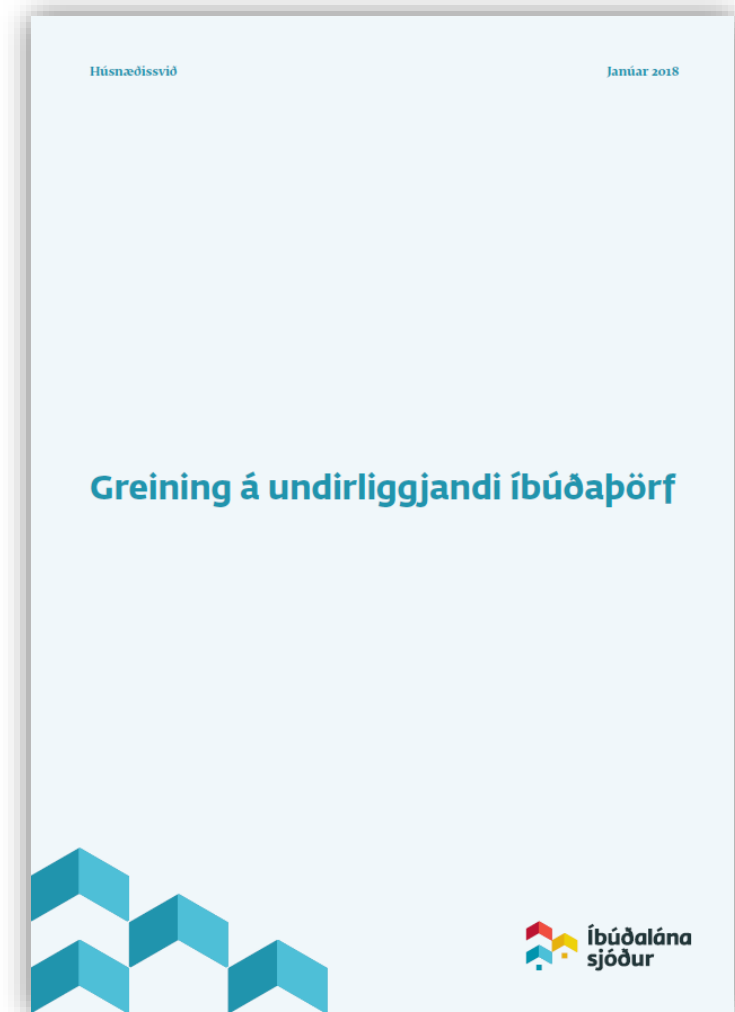 Húsnæðissvið
Janúar 2018
Greining á undirliggjandi íbúðaþörf
Íbúðalána
sjóður